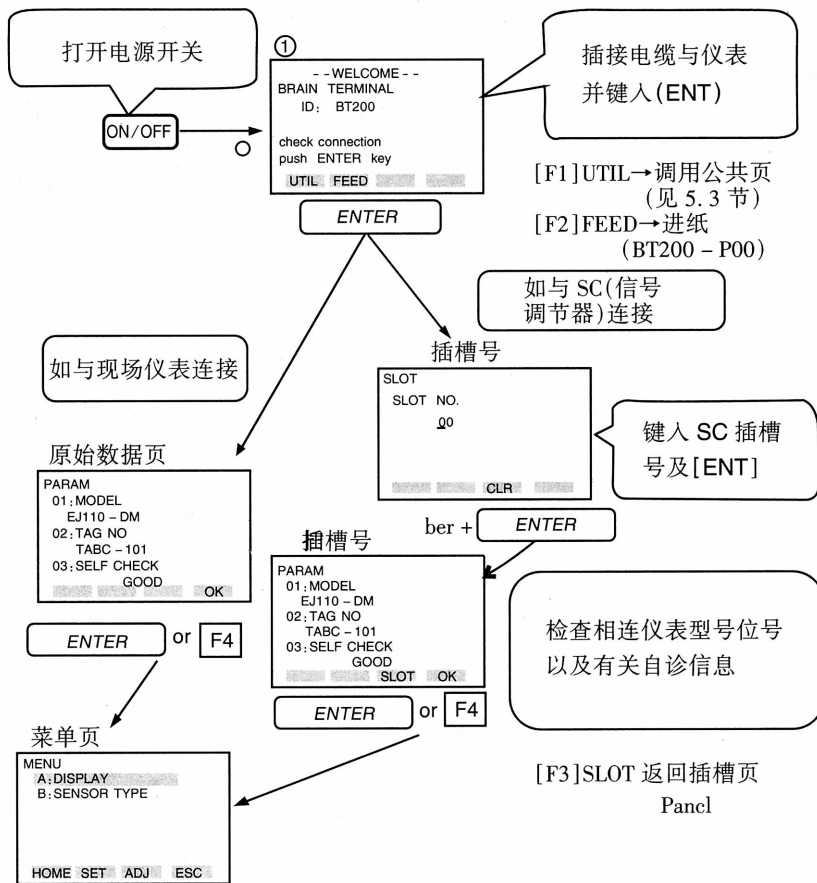 打开电源开关
ON/OFF
①
--WELCOME--
BRAIN TERMINAL
ID: BT200
check connection
push ENTER key
UTIL FEED
插接电缆与仪表
并键入(ENT)
[F1]UTIL→调用公共页
(见 5.3 节)
[F2]FEED→进纸
(BT200-P00)
ENTER
如与 SC(信号
调节器)连接
如与现场仪表连接
插槽号
SLOT
SLOT NO.
00
CLR
键入 SC 插槽
号及[ENT]
ber + ENTER
原始数据页
PARAM
01:MODEL
EJ110-DM
02:TAG NO
TABC-101
03:SELF CHECK
GOOD
OK
ENTER or F4
插槽号
PARAM
01:MODEL
EJ110-DM
02:TAG NO
TABC-101
03:SELF CHECK
GOOD
SLOT OK
ENTER or F4
检查相连仪表型号位号
以及有关自诊信息
[F3]SLOT 返回插槽页
Pancl
菜单页
MENU
A:DISPLAY
B:SENSOR TYPE
HOME SET ADJ ESC